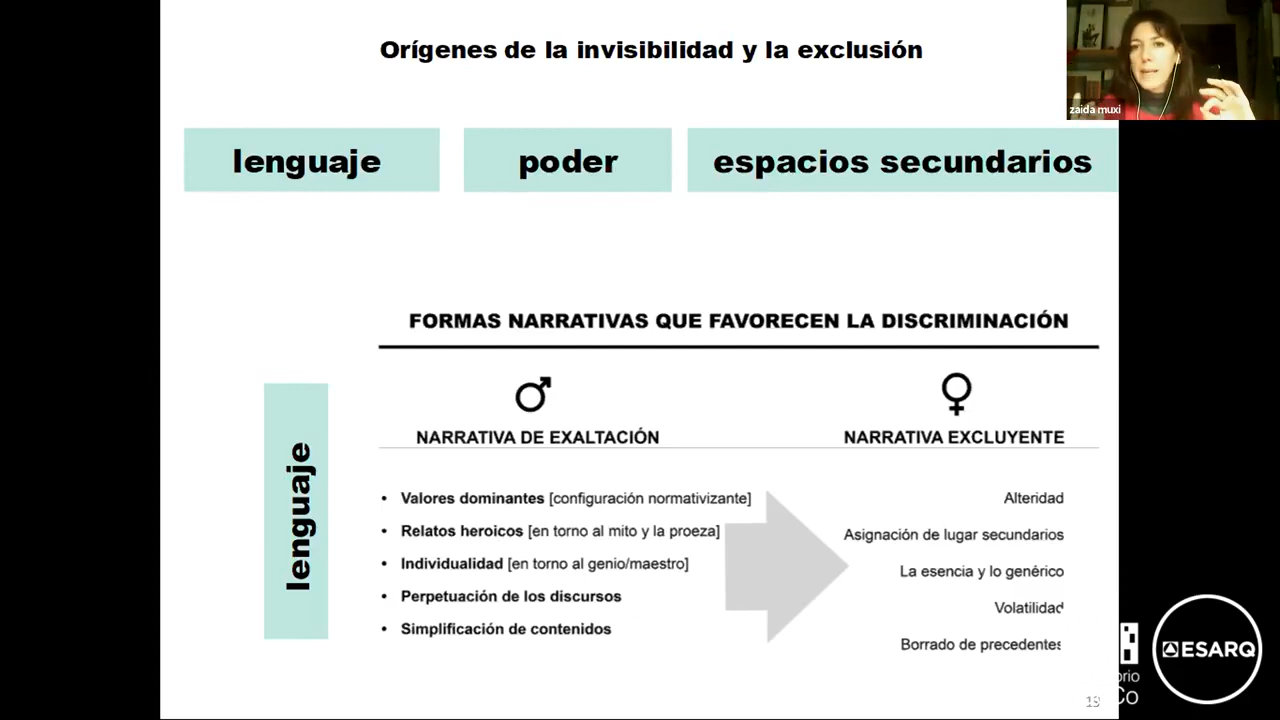 Orígenes de la invisibilidad y la exclusión
zaida muxi
lenguaje
poder
espacios secundarios
FORMAS NARRATIVAS QUE FAVORECEN LA DISCRIMINACIÓN
NARRATIVA DE EXALTACIÓN
NARRATIVA EXCLUYENTE
lenguaje
• Valores dominantes [configuración normativizante]
• Relatos heroicos [en torno al mito y la proeza]
• Individualidad [en torno al genio/maestro]
• Perpetuación de los discursos
• Simplificación de contenidos
Alteridad
Asignación de lugar secundarios
La esencia y lo genérico
Volatilidad
Borrado de precedentes
ESARQ